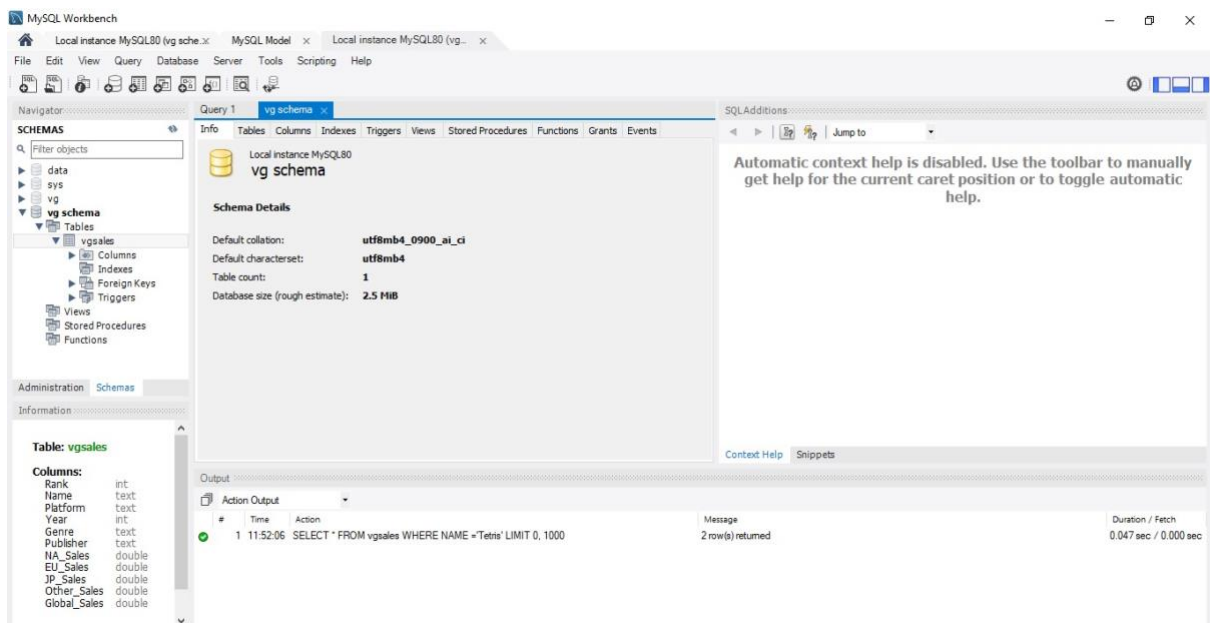 MySQL Workbench
Local instance MySQL80 (vg sche... MySQL Model Local instance MySQL80 (vg_
File Edit View Query Database Server Tools Scripting Help
Navigator
SCHEMAS
Filter objects
data
sys
vg
vg schema
Tables
vgsales
Columns
Indexes
Foreign Keys
Triggers
Views
Stored Procedures
Functions
Administration Schemas
Information
Table: vgsales
Columns:
Rank int
Name text
Platform text
Year int
Genre text
Publisher text
NA_Sales double
EU_Sales double
JP_Sales double
Other_Sales double
Global_Sales double
Query 1 vg schema
Info Tables Columns Indexes Triggers Views Stored Procedures Functions Grants Events
Local instance MySQL80
vg schema
Schema Details
Default collation: utf8mb4_0900_ai_ci
Default characterset: utf8mb4
Table count: 1
Database size (rough estimate): 2.5 MiB
SQLAdditions
Jump to
Automatic context help is disabled. Use the toolbar to manually
get help for the current caret position or to toggle automatic
help.
Context Help Snippets
Output
Action Output
# Time Action Message Duration / Fetch
1 11:52:06 SELECT * FROM vgsales WHERE NAME ='Tetris' LIMIT 0, 1000 2 row(s) returned 0.047 sec / 0.000 sec